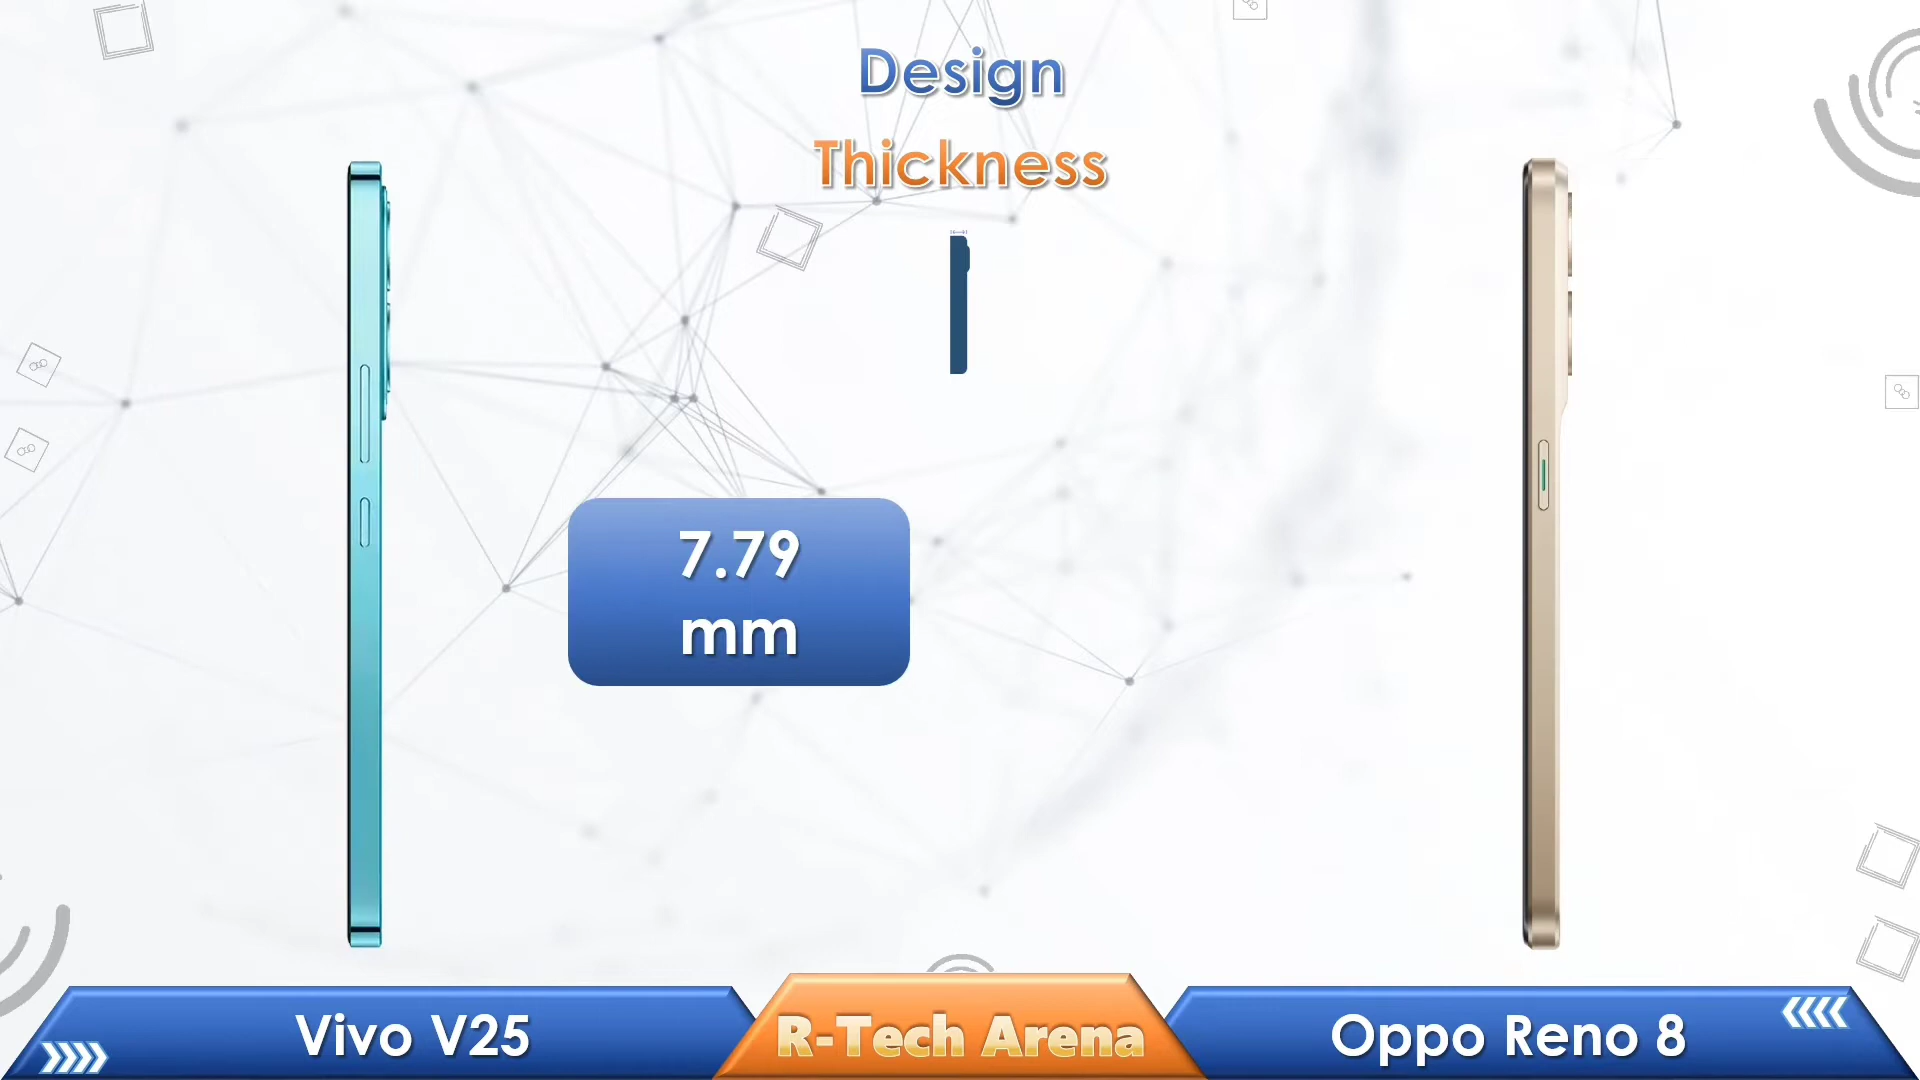 Design
Thickness
7.79
mm
Vivo V25
R-Tech Arena
Oppo Reno 8